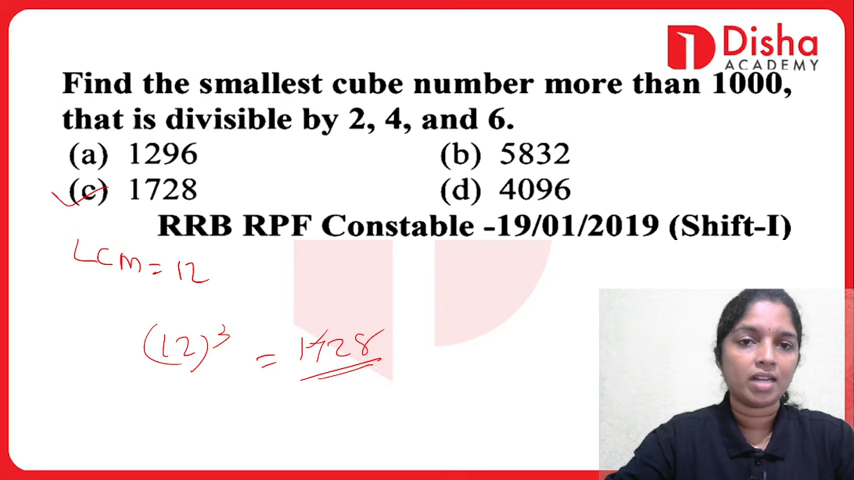 Disha
ACADEMY
Find the smallest cube number more than 1000,
that is divisible by 2, 4, and 6.
(a) 1296 (b) 5832
(c) 1728 (d) 4096
RRB RPF Constable -19/01/2019 (Shift-I)
LCM = 12
(12)³ = 1728